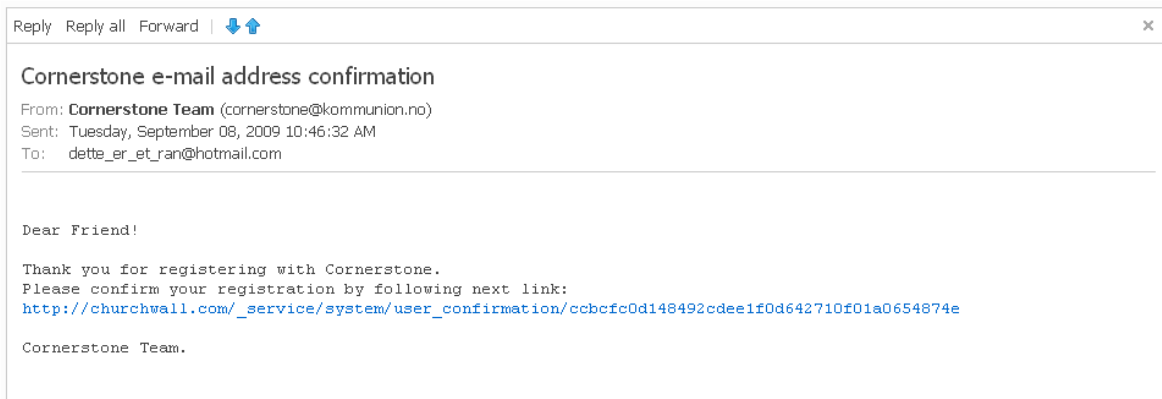 Reply Reply all Forward
Cornerstone e-mail address confirmation
From: Cornerstone Team (cornerstone@kommunion.no)
Sent: Tuesday, September 08, 2009 10:46:32 AM
To: dette_er_et_ran@hotmail.com
Dear Friend!
Thank you for registering with Cornerstone.
Please confirm your registration by following next link:
http://churchwall.com/_service/system/user_confirmation/ccbcfc0d148492cdee1f0d642710f01a0654874e
Cornerstone Team.